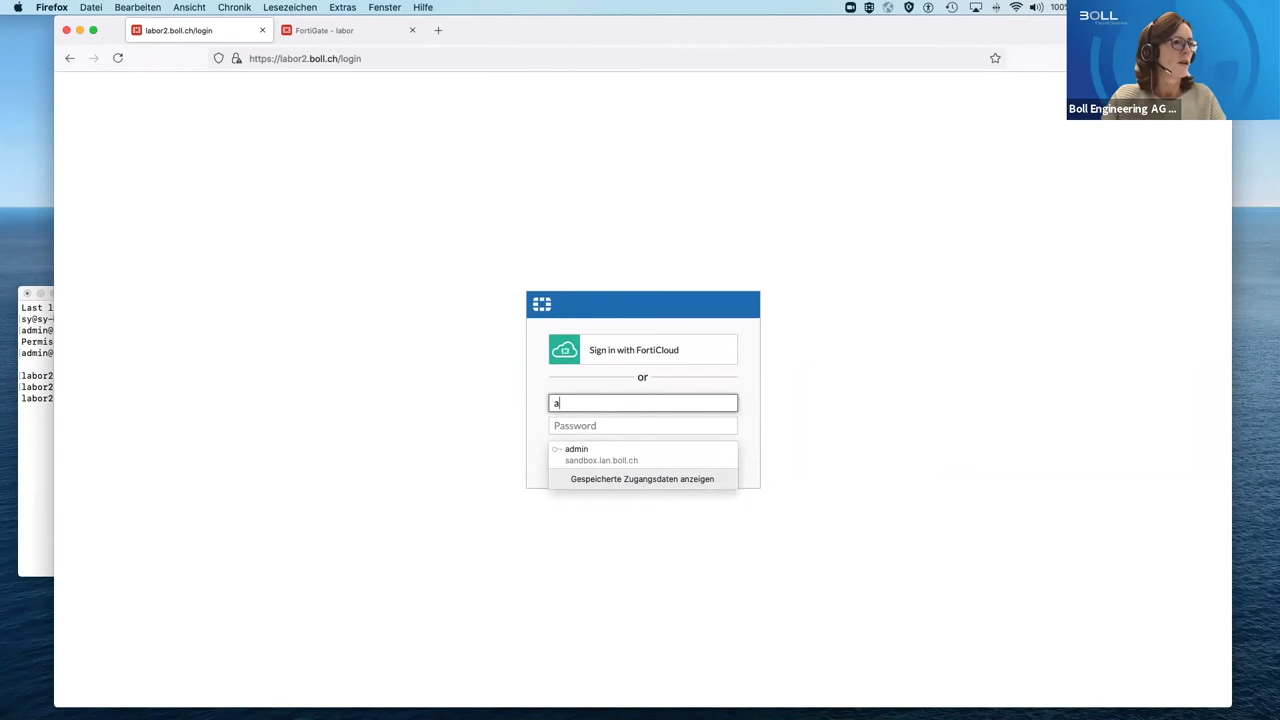 Firefox Datei Bearbeiten Ansicht Chronik Lesezeichen Extras Fenster Hilfe
100%
labor2.boll.ch/login
FortiGate - labor
https://labor2.boll.ch/login
BOLL
Boll Engineering AG ...
Last l
sy@sy-
admin@
Permis
admin@
labor2
labor2
labor2
Sign in with FortiCloud
or
a
Password
admin
sandbox.lan.boll.ch
Gespeicherte Zugangsdaten anzeigen